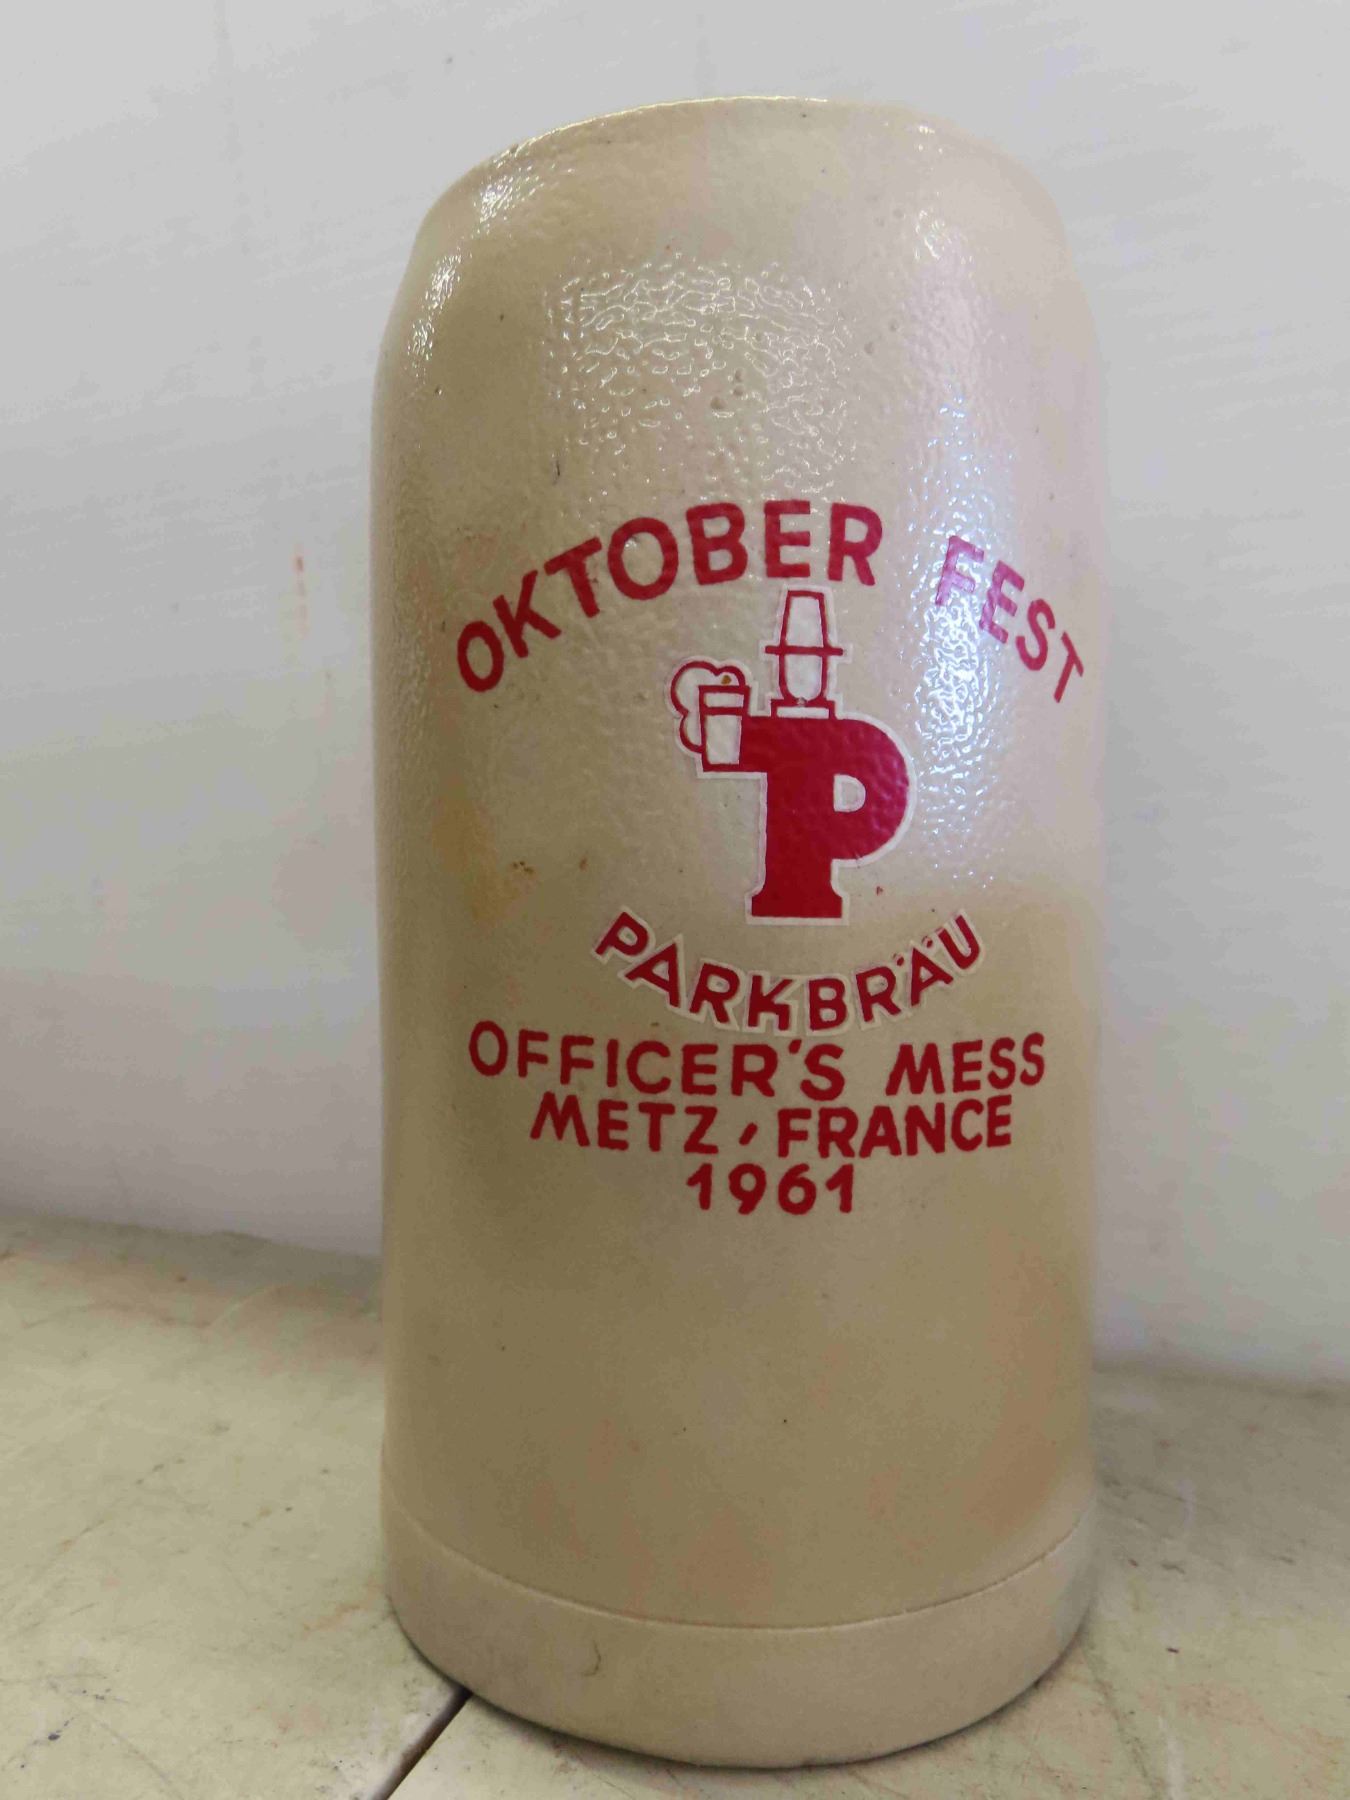 OKTOBER FEST
P
PARKBRÄU
OFFICER'S MESS
METZ, FRANCE
1961